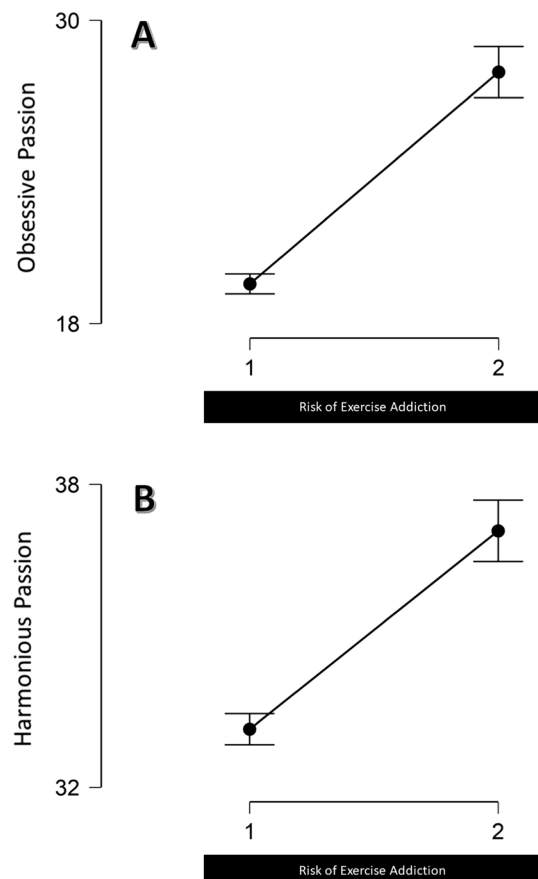 30
A
Obsessive Passion
18
1 2
Risk of Exercise Addiction
38
B
Harmonious Passion
32
1 2
Risk of Exercise Addiction